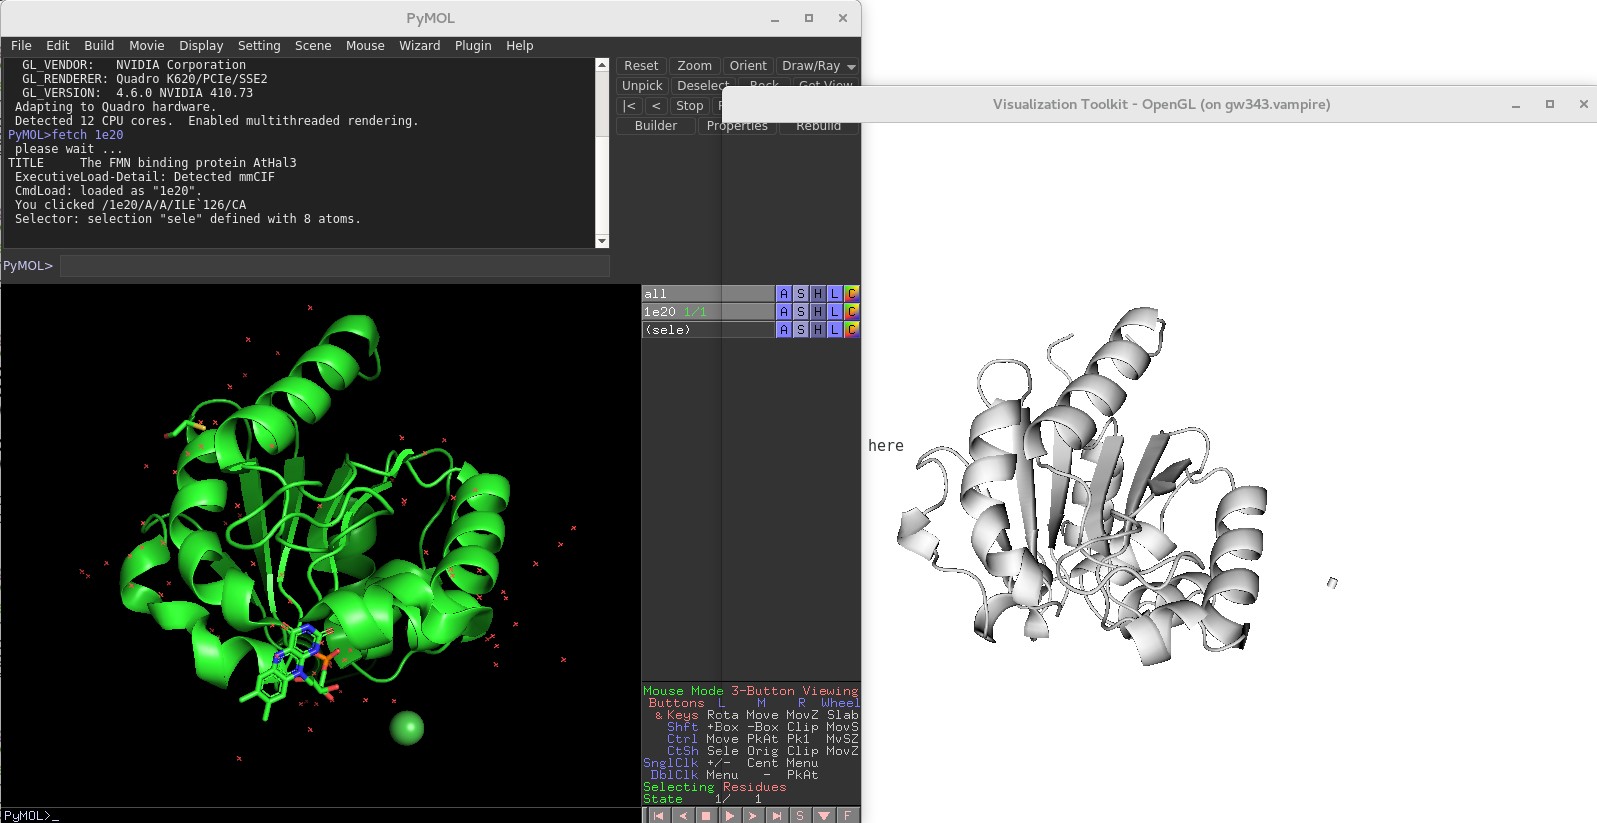 PyMOL
File Edit Build Movie Display Setting Scene Mouse Wizard Plugin Help
GL_VENDOR: NVIDIA Corporation
GL_RENDERER: Quadro K620/PCIe/SSE2
GL_VERSION: 4.6.0 NVIDIA 410.73
Adapting to Quadro hardware.
Detected 12 CPU cores. Enabled multithreaded rendering.
PyMOL>fetch 1e20
please wait ...
TITLE The FMN binding protein AtHal3
ExecutiveLoad-Detail: Detected mmCIF
CmdLoad: loaded as "1e20".
You clicked /1e20/A/A/ILE`126/CA
Selector: selection "sele" defined with 8 atoms.
PyMOL>
Reset Zoom Orient Draw/Ray
Unpick Deselect Rock Get View
|< < Stop
Builder Properties Rebuild
Visualization Toolkit - OpenGL (on gw343.vampire)
all A S H L C
1e20 1/1 A S H L C
(sele) A S H L C
here
Mouse Mode 3-Button Viewing
Buttons L M R Wheel
& Keys Rota Move MovZ Slab
Shft +Box -Box Clip MovS
Ctrl Move PkAt Pk1 MvSZ
CtSh Sele Orig Clip MovZ
SnglClk +/- Cent Menu
DblClk Menu - PkAt
Selecting Residues
State 1/ 1
PyMOL>_
S F